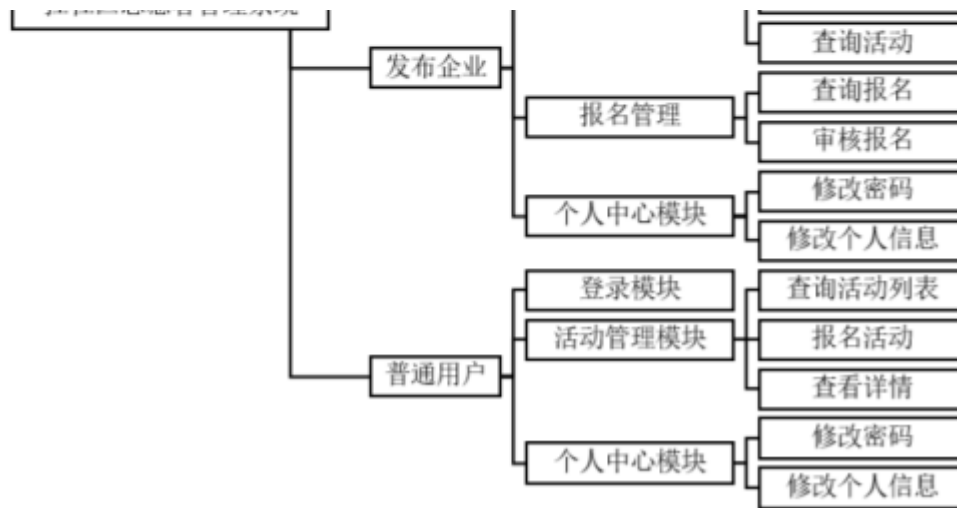 查询活动
发布企业
查询报名
报名管理
审核报名
修改密码
个人中心模块
修改个人信息
登录模块
查询活动列表
活动管理模块
报名活动
普通用户
查看详情
修改密码
个人中心模块
修改个人信息